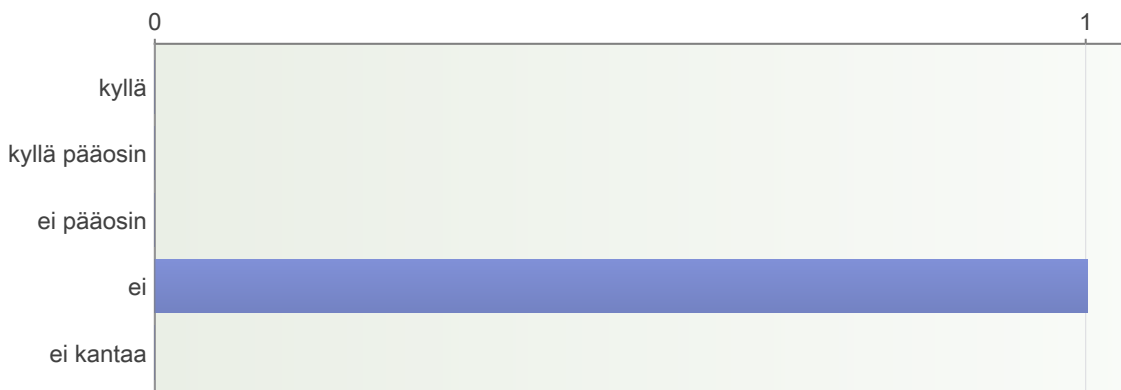 0 1
kyllä
kyllä pääosin
ei pääosin
ei
ei kantaa